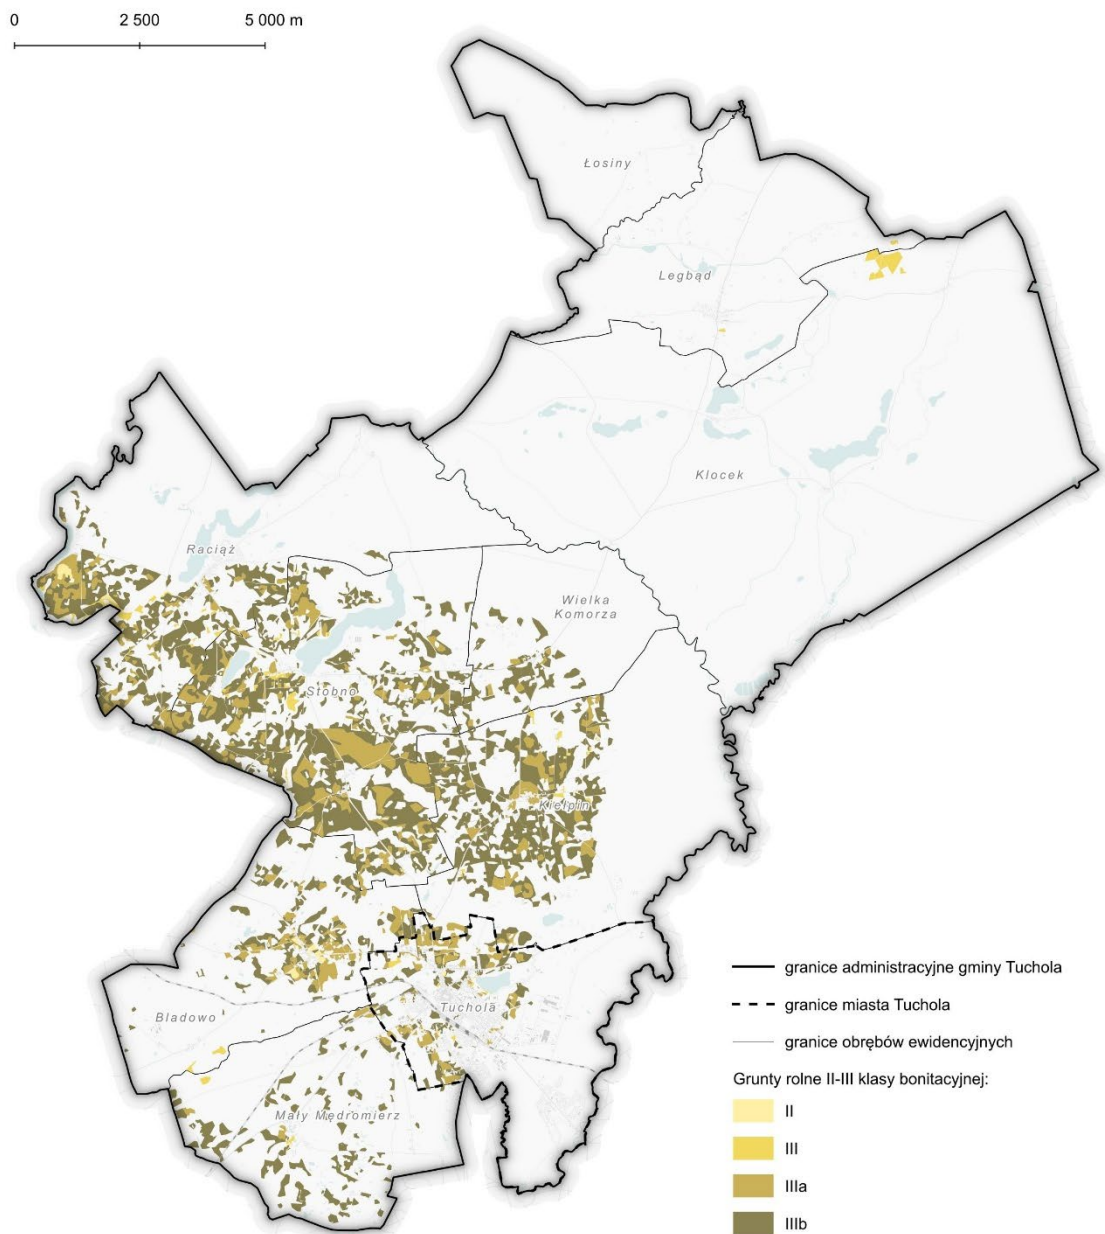 0 2 500 5 000 m
Łosiny
Legbąd
Klocek
Raciąż
Wielka
Komorza
Stobno
Kiełpin
granice administracyjne gminy Tuchola
granice miasta Tuchola
Tuchola
Bladowo
granice obrębów ewidencyjnych
Grunty rolne II-III klasy bonitacyjnej:
II
Mały Mędromierz
III
IIIa
IIIb